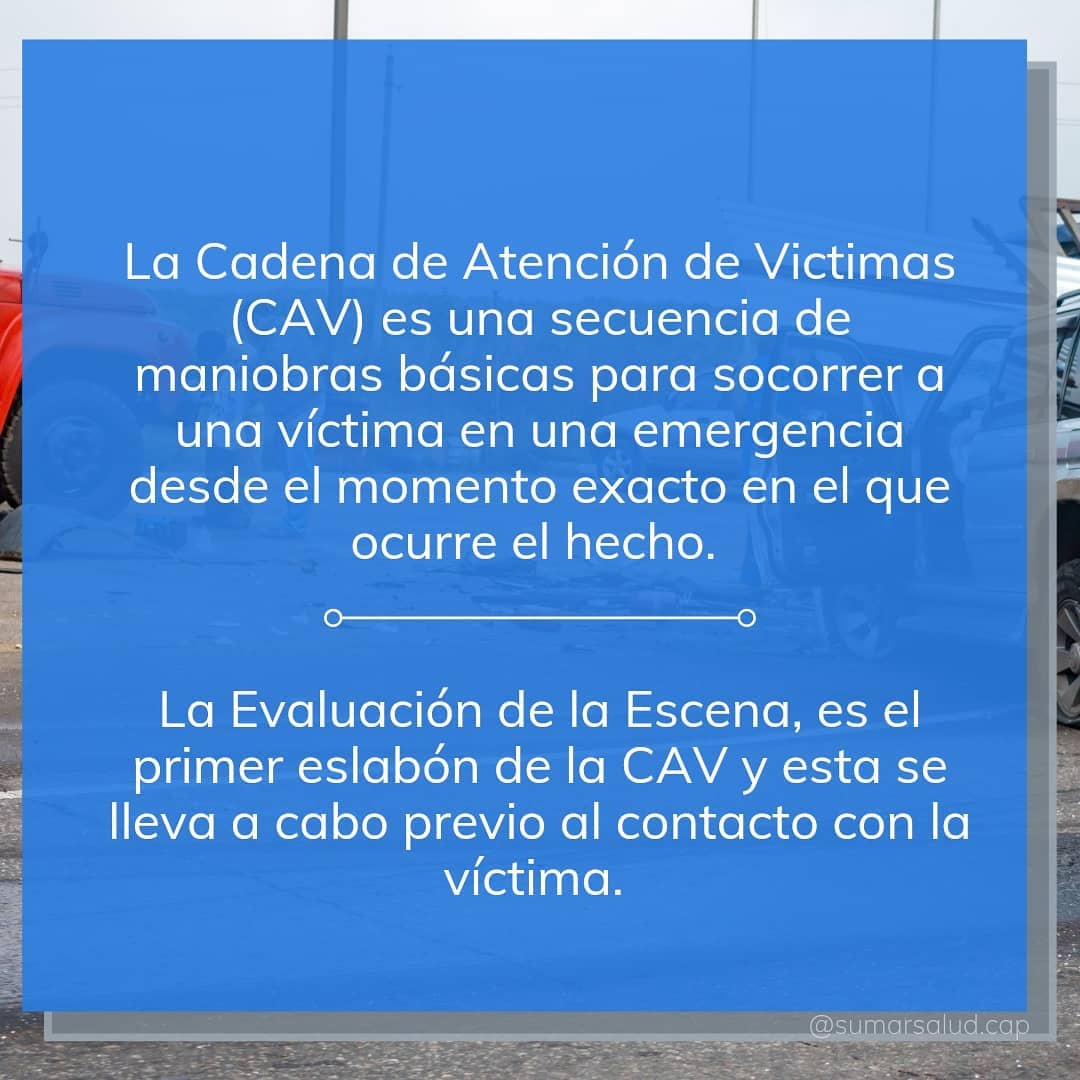 La Cadena de Atención de Victimas
(CAV) es una secuencia de
maniobras básicas para socorrer a
una víctima en una emergencia
desde el momento exacto en el que
ocurre el hecho.
La Evaluación de la Escena, es el
primer eslabón de la CAV y esta se
lleva a cabo previo al contacto con la
víctima.
@sumarsalud.cap